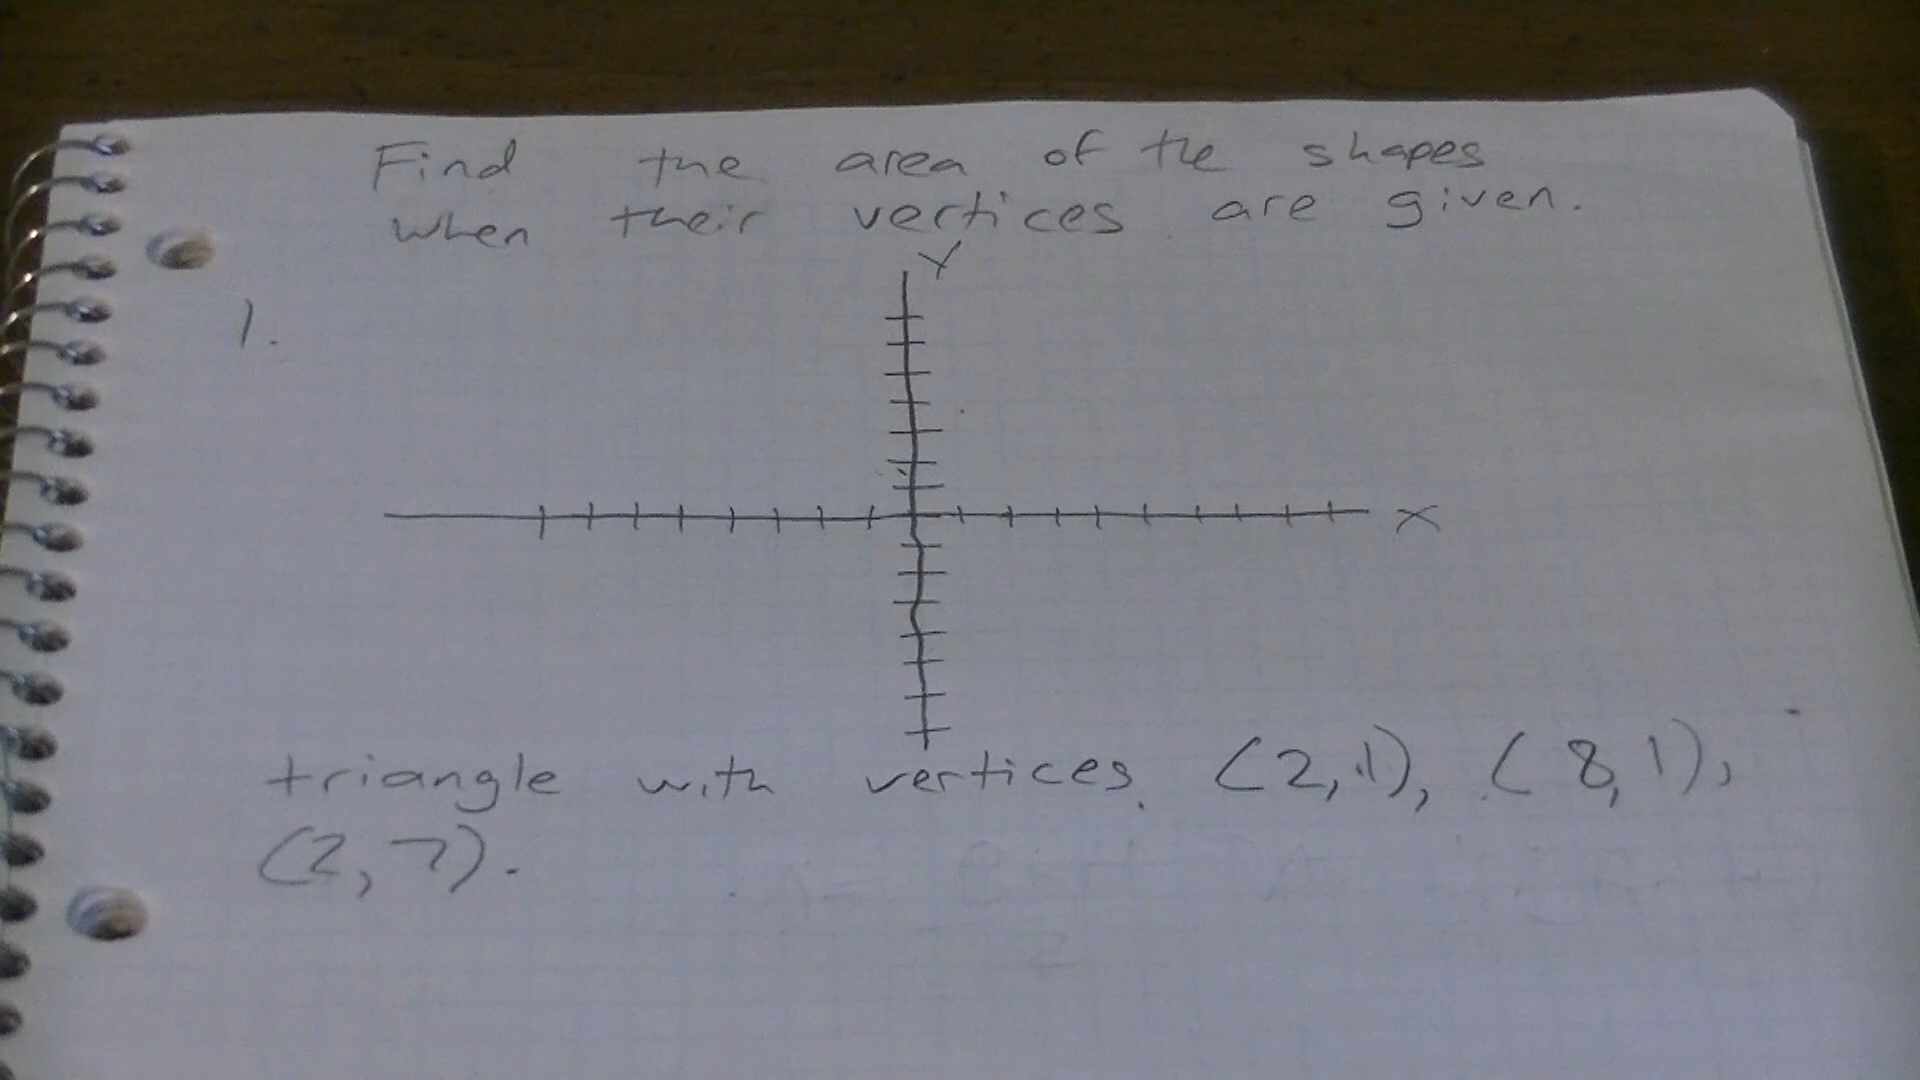 Find the area of the shapes
when their vertices are given.
Y
1.
X
triangle with vertices (2,1), (8,1),
(2,7).